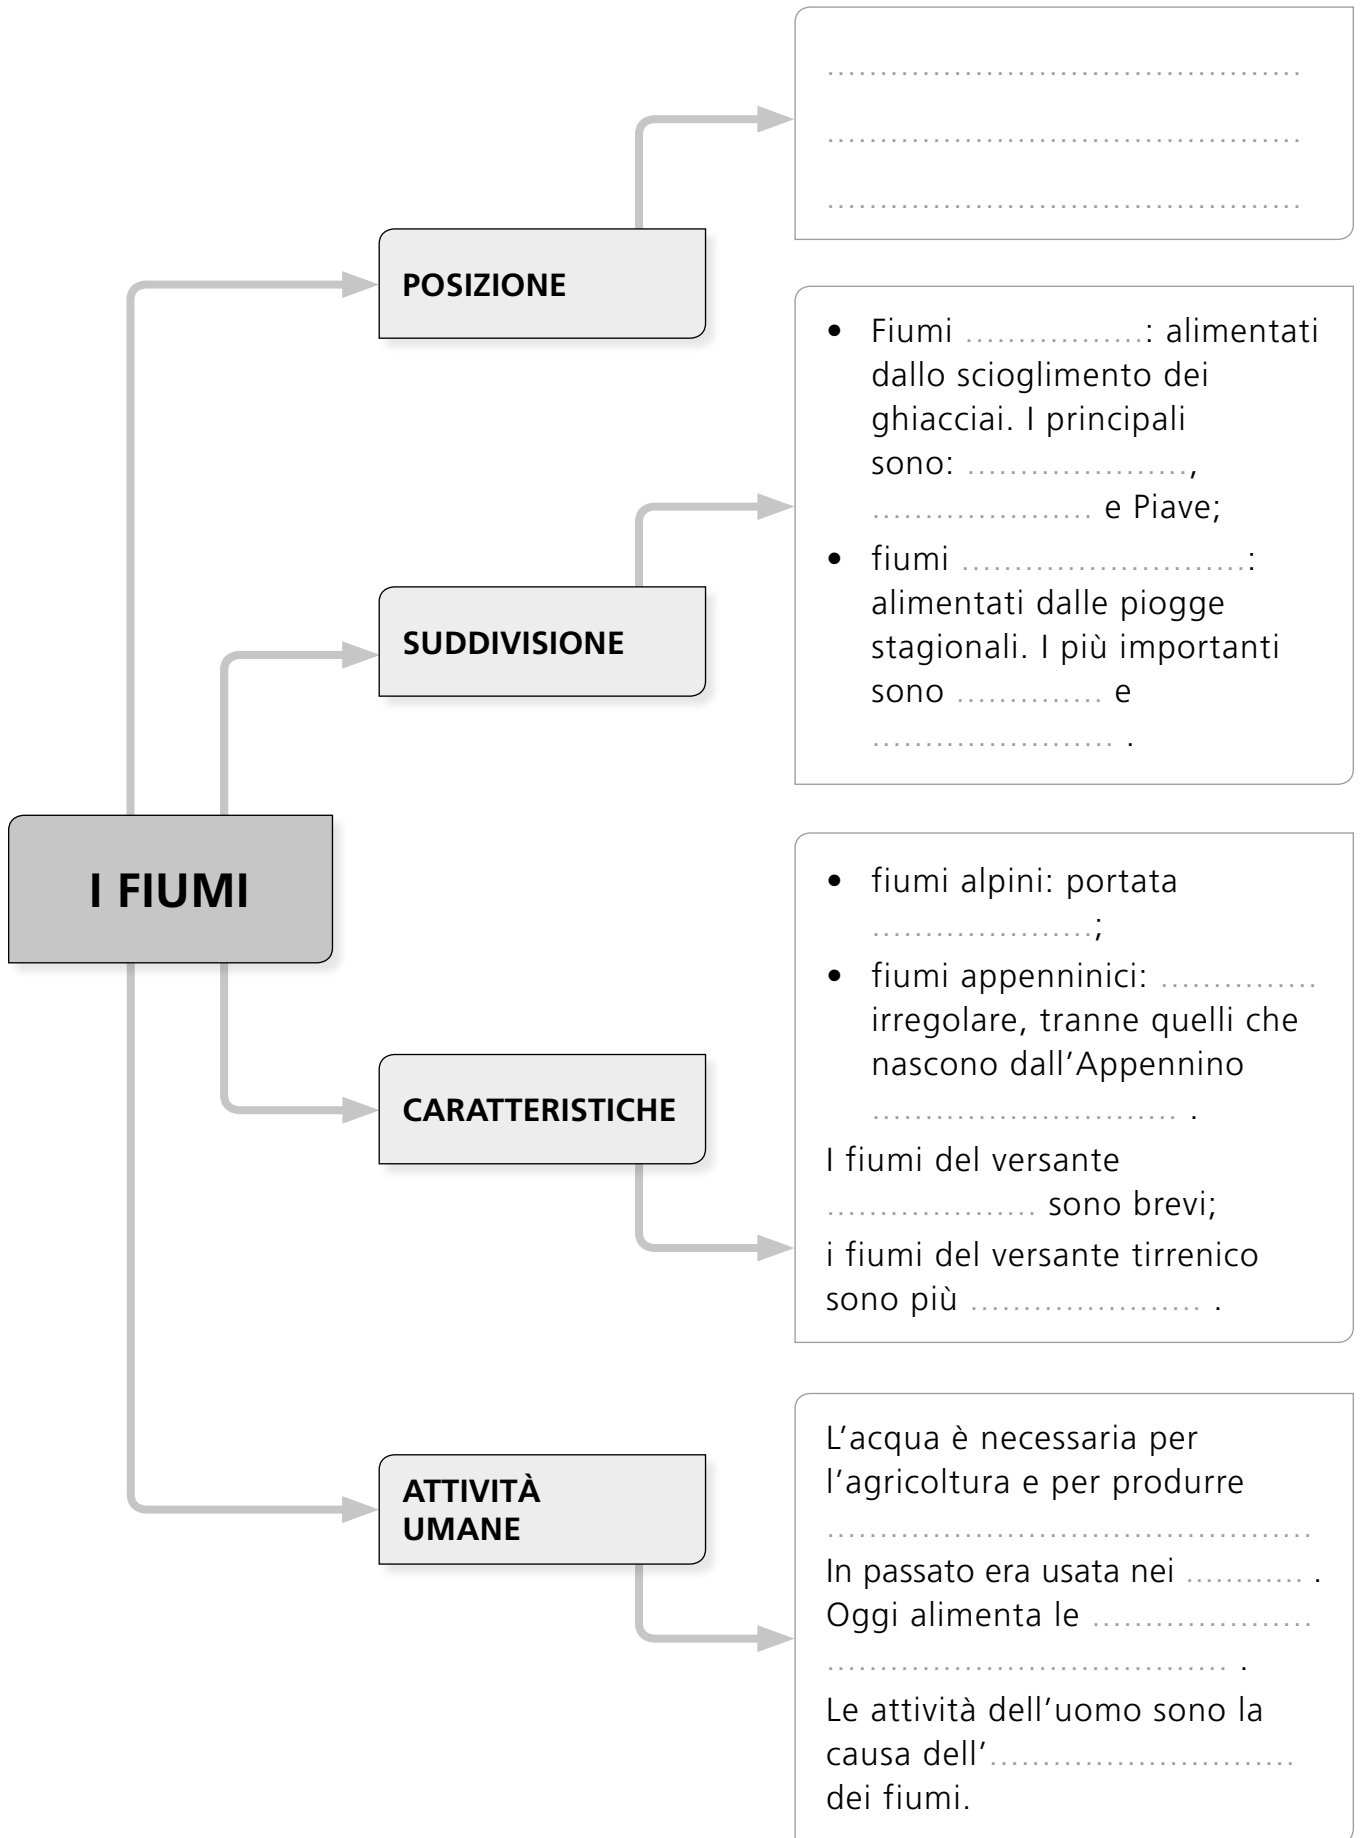 I FIUMI
POSIZIONE
..............................................
..............................................
..............................................
SUDDIVISIONE
• Fiumi .................: alimentati
dallo scioglimento dei
ghiacciai. I principali
sono: .....................,
..................... e Piave;
• fiumi ...........................:
alimentati dalle piogge
stagionali. I più importanti
sono .............. e
....................... .
CARATTERISTICHE
• fiumi alpini: portata
.....................;
• fiumi appenninici: ...............
irregolare, tranne quelli che
nascono dall'Appennino
............................. .
I fiumi del versante
.................... sono brevi;
i fiumi del versante tirrenico
sono più ...................... .
ATTIVITÀ
UMANE
L'acqua è necessaria per
l'agricoltura e per produrre
..............................................
In passato era usata nei ............ .
Oggi alimenta le .....................
...................................... .
Le attività dell'uomo sono la
causa dell'.............................
dei fiumi.